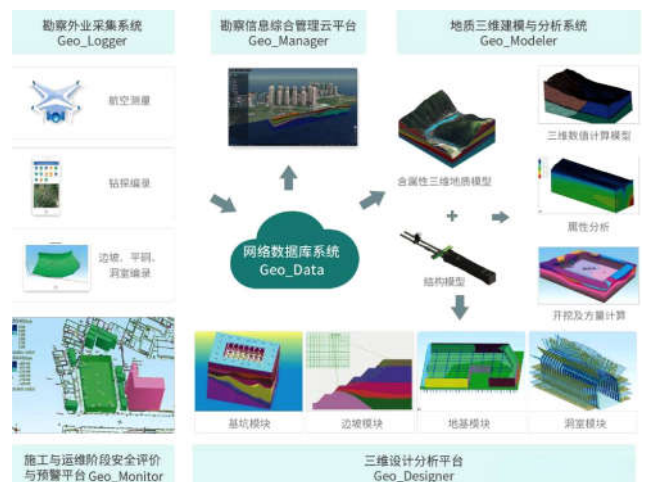 勘察外业采集系统
Geo_Logger
勘察信息综合管理云平台
Geo_Manager
地质三维建模与分析系统
Geo_Modeler
航空测量
钻探编录
边坡、平硐、
洞室编录
网络数据库系统
Geo_Data
含属性三维地质模型
结构模型
三维数值计算模型
属性分析
开挖及方量计算
基坑模块
边坡模块
地基模块
洞室模块
施工与运维阶段安全评价
与预警平台 Geo_Monitor
三维设计分析平台
Geo_Designer